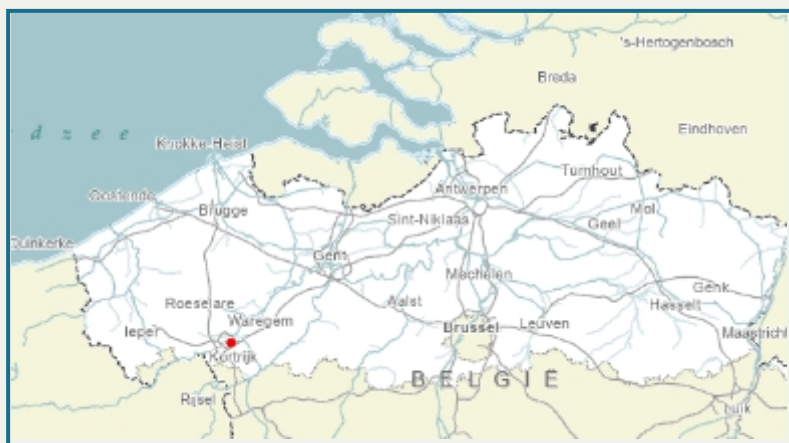 's-Hertogenbosch
Breda
Eindhoven
d z e e
Knokke-Heist
Turnhout
Antwerpen
Oostende
Brugge
Mol
Sint-Niklaas
Geel
Duinkerke
Gent
Mechelen
Genk
Roeselare
Aalst
Hasselt
Waregem
Ieper
Brussel
Leuven
Maastricht
Kortrijk
BELGIË
Rijsel
Luik